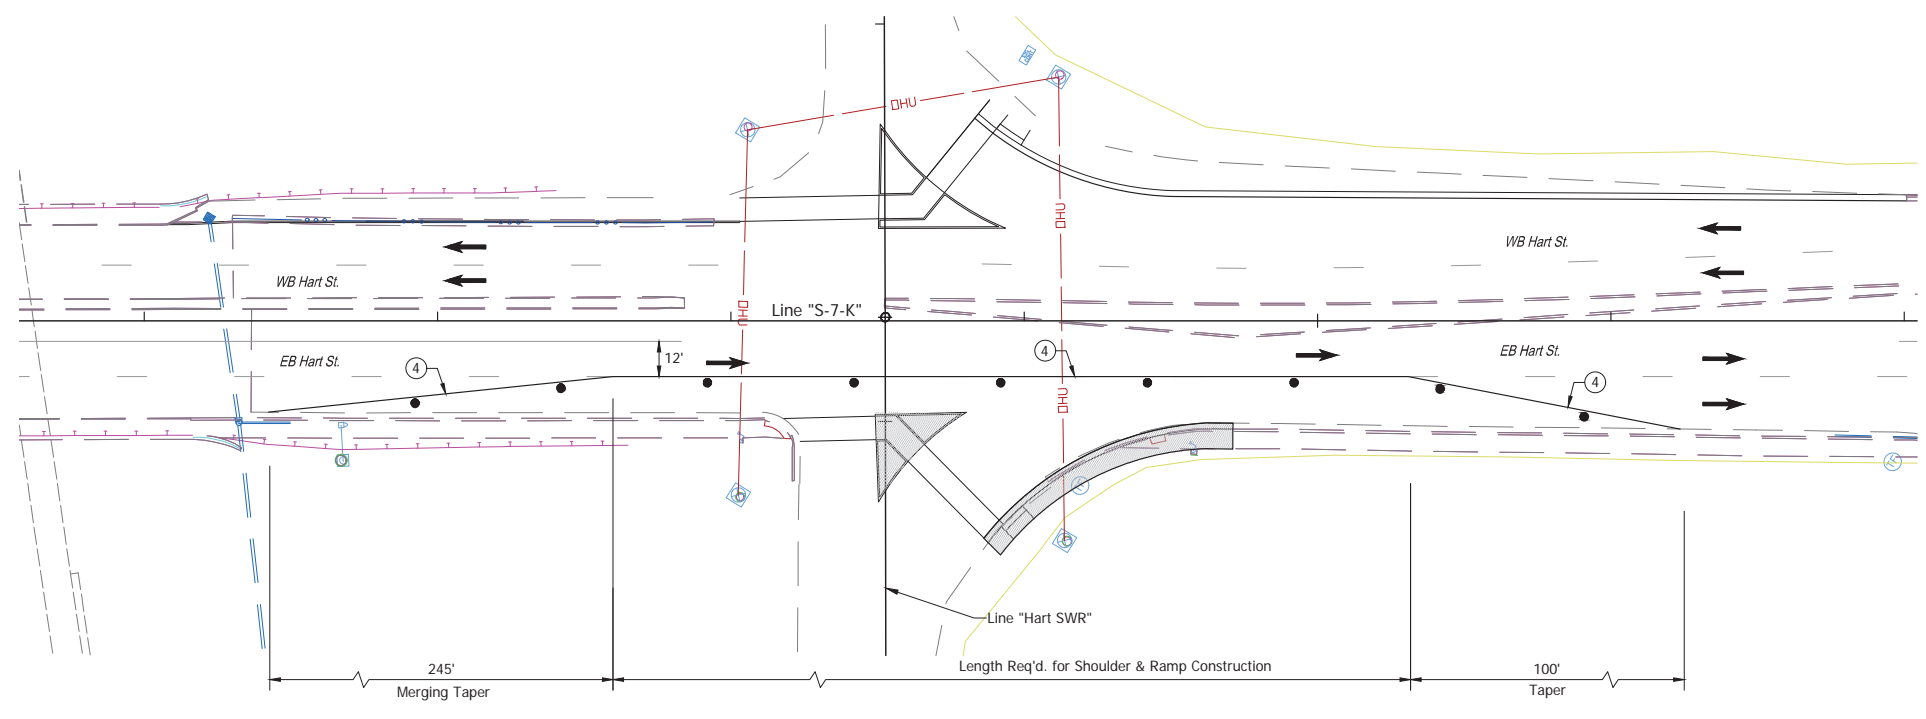 OHU
OHU
WB Hart St.
WB Hart St.
OHU
Line "S-7-K"
EB Hart St.
4
12'
4
EB Hart St.
4
OHU
Line "Hart SWR"
245'
Merging Taper
Length Req'd. for Shoulder & Ramp Construction
100'
Taper